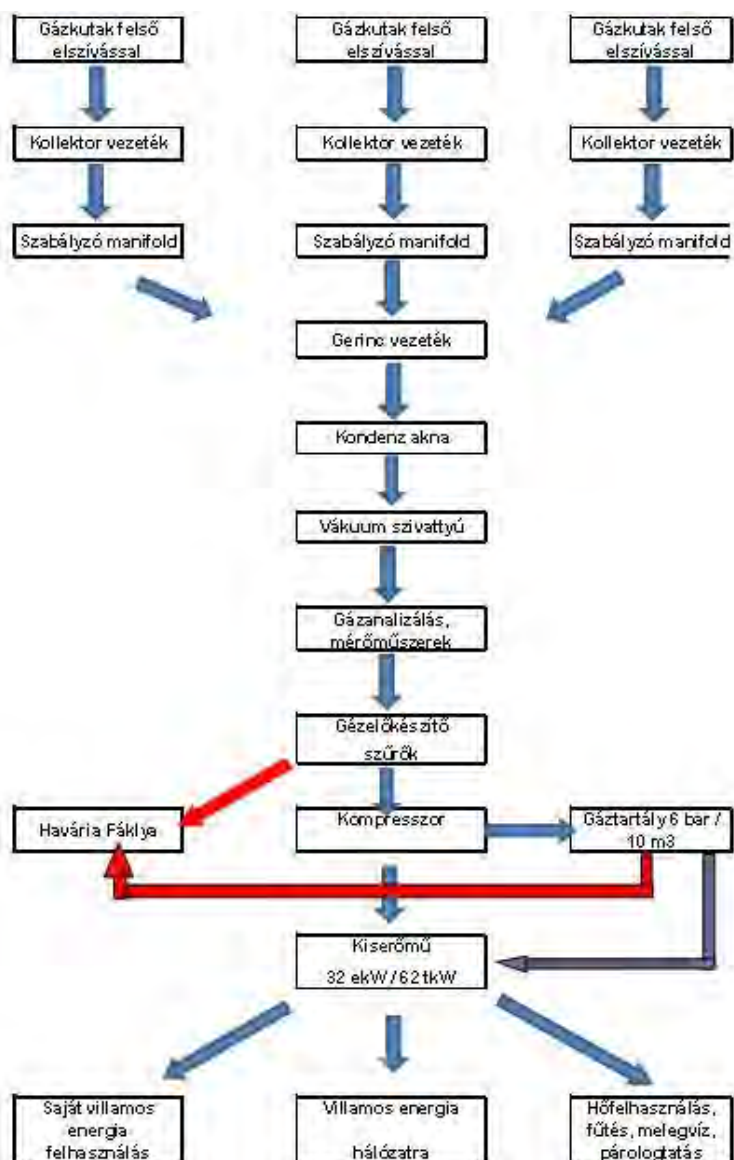 Gázkutak felső
elszívással
Gázkutak felső
elszívással
Gázkutak felső
elszívással
Kollektor vezeték
Kollektor vezeték
Kollektor vezeték
Szabályzó manifold
Szabályzó manifold
Szabályzó manifold
Gerinc vezeték
Kondenz akna
Vákuum szivattyú
Gázanalizálás,
mérőműszerek
Gézelőkészítő
szűrők
Havária Fáklya
Kompresszor
Gáztartály 6 bar /
10 m3
Kiserőmű
32 ekW / 62 tkW
Saját villamos
energia
felhasználás
Villamos energia
hálózatra
Hőfelhasználás,
fűtés, melegvíz,
párologtatás